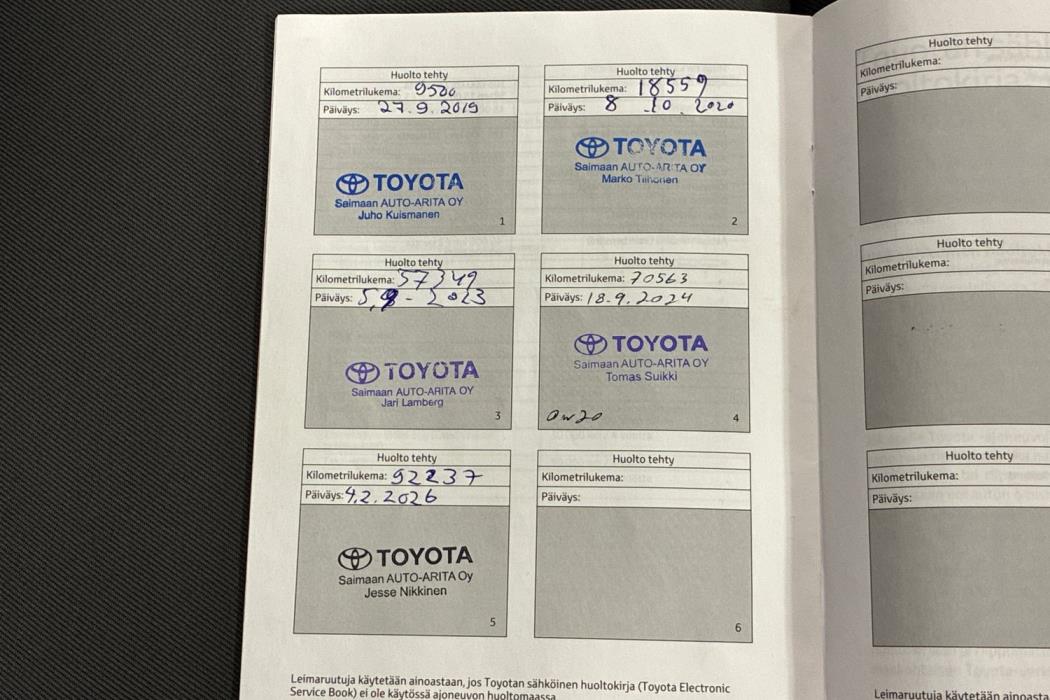 Huolto tehty
Kilometrilukema: 9500
Päiväys: 27.9.2019
TOYOTA
Saimaan AUTO-ARITA OY
Juho Kuismanen
1
Huolto tehty
Kilometrilukema: 18559
Päiväys: 8 .10. 2020
TOYOTA
Saimaan AUTO-ARITA OY
Marko Tiihonen
2
Huolto tehty
Kilometrilukema: 57349
Päiväys: 5,9 - 2023
TOYOTA
Saimaan AUTO-ARITA OY
Jari Lamberg
3
Huolto tehty
Kilometrilukema: 70563
Päiväys: 18.9.2024
TOYOTA
Saimaan AUTO-ARITA OY
Tomas Suikki
0w20
4
Huolto tehty
Kilometrilukema: 92237
Päiväys: 4.2.2026
TOYOTA
Saimaan AUTO-ARITA Oy
Jesse Nikkinen
5
Huolto tehty
Kilometrilukema:
Päiväys:
6
Leimaruutuja käytetään ainoastaan, jos Toyotan sähköinen huoltokirja (Toyota Electronic
Service Book) ei ole käytössä ajoneuvon huoltomaassa
Huolto tehty
Kilometrilukema:
Päiväys:
Huolto tehty
Kilometrilukema:
Päiväys:
Huolto tehty
Kilometrilukema:
Päiväys:
Leimaruutuja käytetään ainoasta